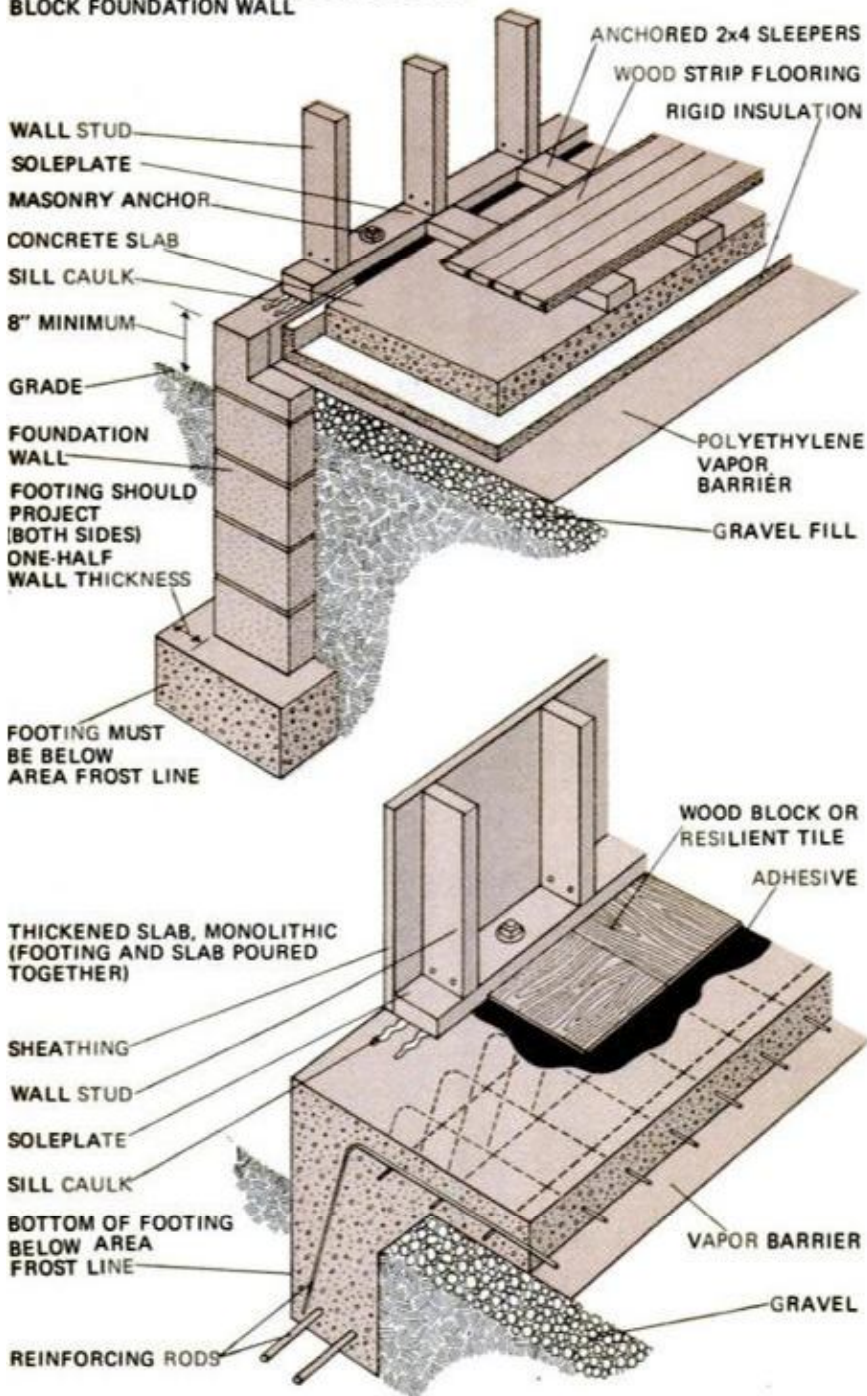 BLOCK FOUNDATION WALL
ANCHORED 2x4 SLEEPERS
WOOD STRIP FLOORING
RIGID INSULATION
WALL STUD
SOLEPLATE
MASONRY ANCHOR
CONCRETE SLAB
SILL CAULK
8" MINIMUM
GRADE
FOUNDATION
WALL
FOOTING SHOULD
PROJECT
(BOTH SIDES)
ONE-HALF
WALL THICKNESS
POLYETHYLENE
VAPOR
BARRIER
GRAVEL FILL
FOOTING MUST
BE BELOW
AREA FROST LINE
WOOD BLOCK OR
RESILIENT TILE
ADHESIVE
THICKENED SLAB, MONOLITHIC
(FOOTING AND SLAB POURED
TOGETHER)
SHEATHING
WALL STUD
SOLEPLATE
SILL CAULK
BOTTOM OF FOOTING
BELOW AREA
FROST LINE
VAPOR BARRIER
GRAVEL
REINFORCING RODS